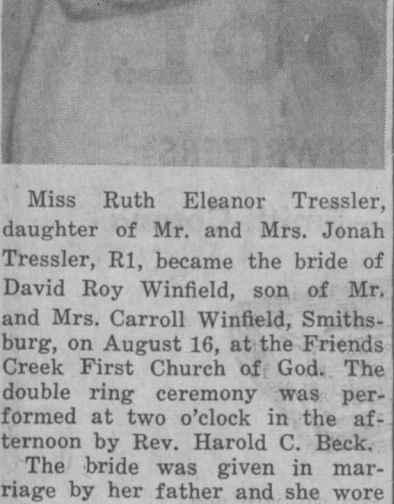 Miss Ruth Eleanor Tressler,
daughter of Mr. and Mrs. Jonah
Tressler, R1, became the bride of
David Roy Winfield, son of Mr.
and Mrs. Carroll Winfield, Smiths-
burg, on August 16, at the Friends
Creek First Church of God. The
double ring ceremony was per-
formed at two o'clock in the af-
ternoon by Rev. Harold C. Beck.
The bride was given in mar-
riage by her father and she wore